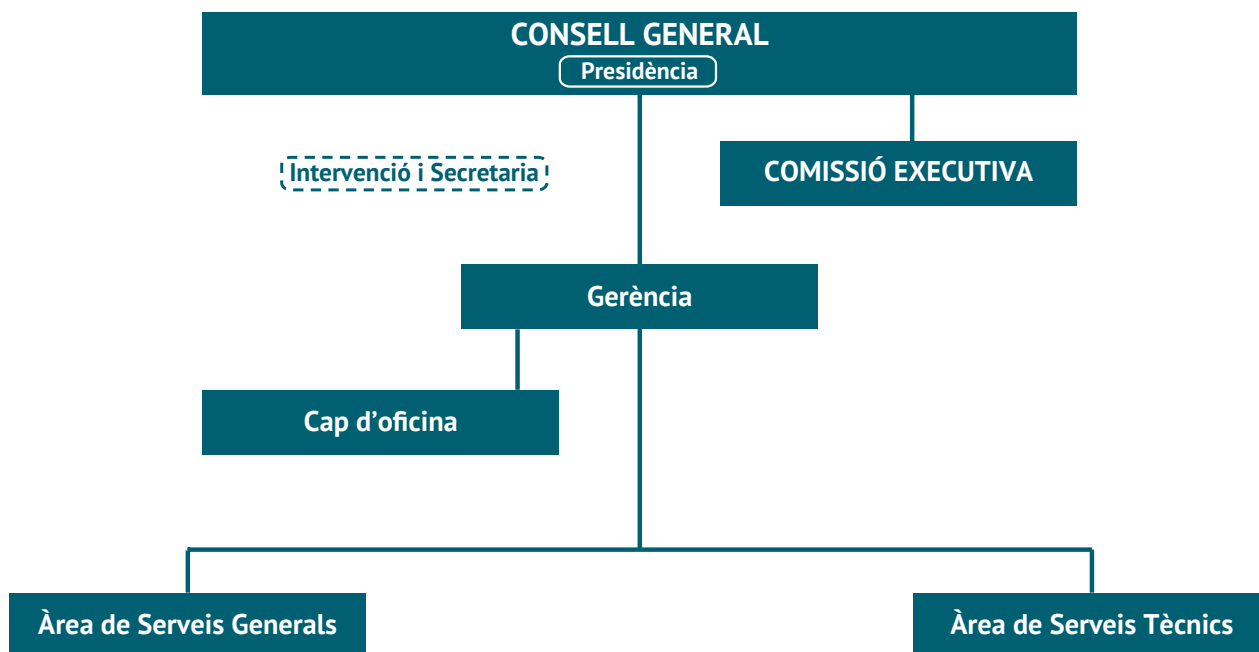 CONSELL GENERAL
Presidència
Intervenció i Secretaria
COMISSIÓ EXECUTIVA
Gerència
Cap d’oficina
Àrea de Serveis Generals
Àrea de Serveis Tècnics